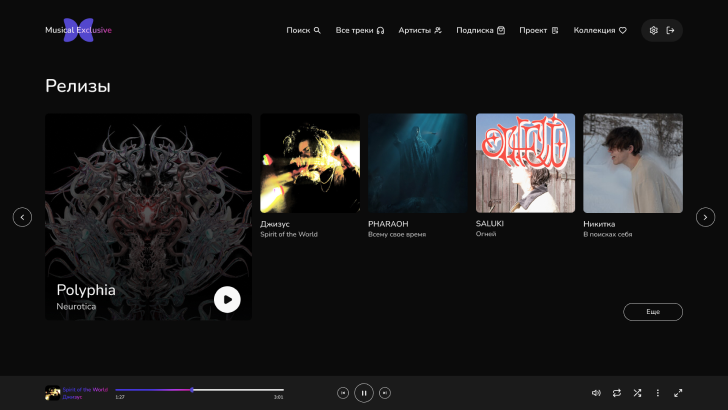 Musical Exclusive
Поиск
Все треки
Артисты
Подписка
Проект
Коллекция
Релизы
Polyphia
Neurotica
Джизус
Spirit of the World
PHARAOH
Всему свое время
SALUKI
Огней
Никитка
В поисках себя
Еще
Spirit of the World
Джизус
1:27
3:01